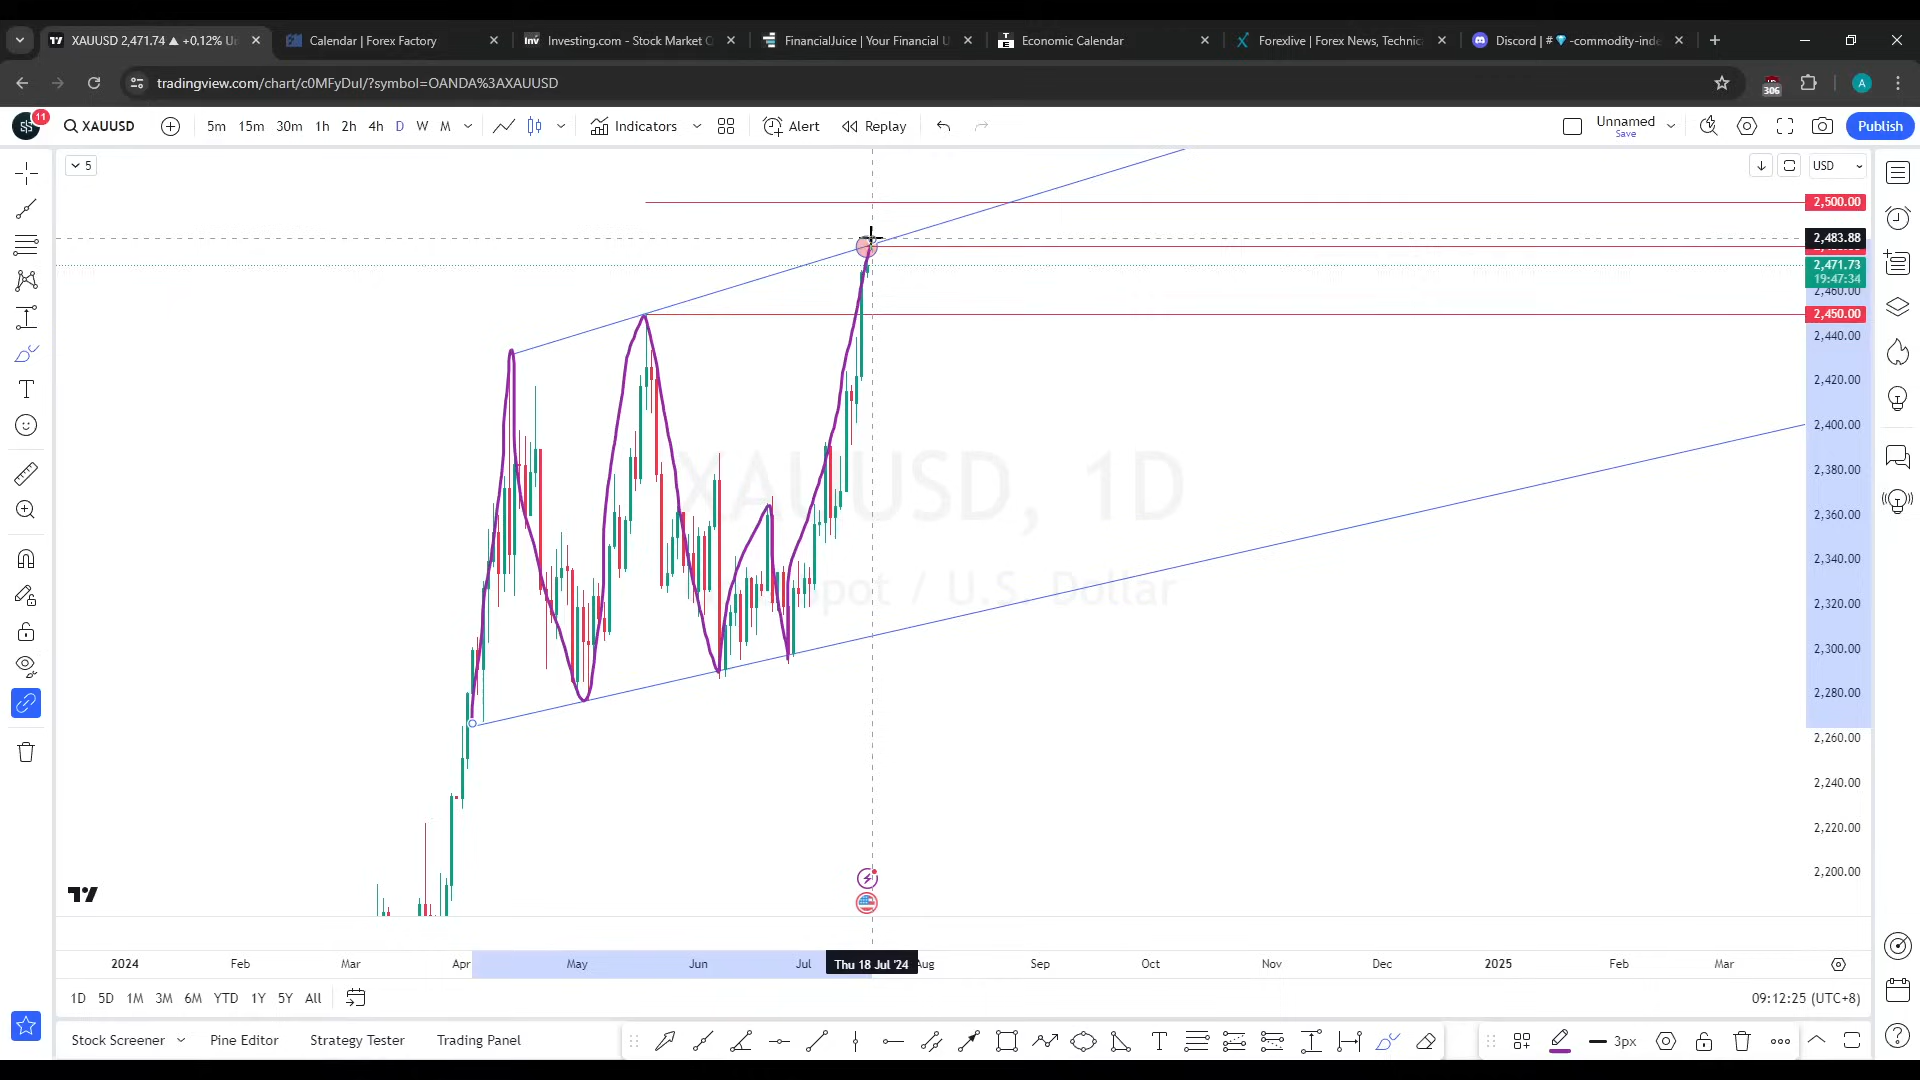 XAUUSD 2,471.74 ▲ +0.12% Un
Calendar | Forex Factory
Investing.com - Stock Market Q
FinancialJuice | Your Financial U
Economic Calendar
Forexlive | Forex News, Technic
Discord | # 💎-commodity-inde
tradingview.com/chart/c0MFyDul/?symbol=OANDA%3AXAUUSD
306
A
11
XAUUSD
5m 15m 30m 1h 2h 4h D W M
Indicators
Alert
Replay
Unnamed
Save
Publish
5
USD
2,500.00
2,483.88
2,471.73
19:47:34
2,460.00
2,450.00
2,440.00
2,420.00
2,400.00
2,380.00
2,360.00
2,340.00
2,320.00
2,300.00
2,280.00
2,260.00
2,240.00
2,220.00
2,200.00
XAUUSD, 1D
Spot / U.S. Dollar
2024 Feb Mar Apr May Jun Jul Thu 18 Jul '24 Aug Sep Oct Nov Dec 2025 Feb Mar
1D 5D 1M 3M 6M YTD 1Y 5Y All
09:12:25 (UTC+8)
Stock Screener
Pine Editor
Strategy Tester
Trading Panel
3px